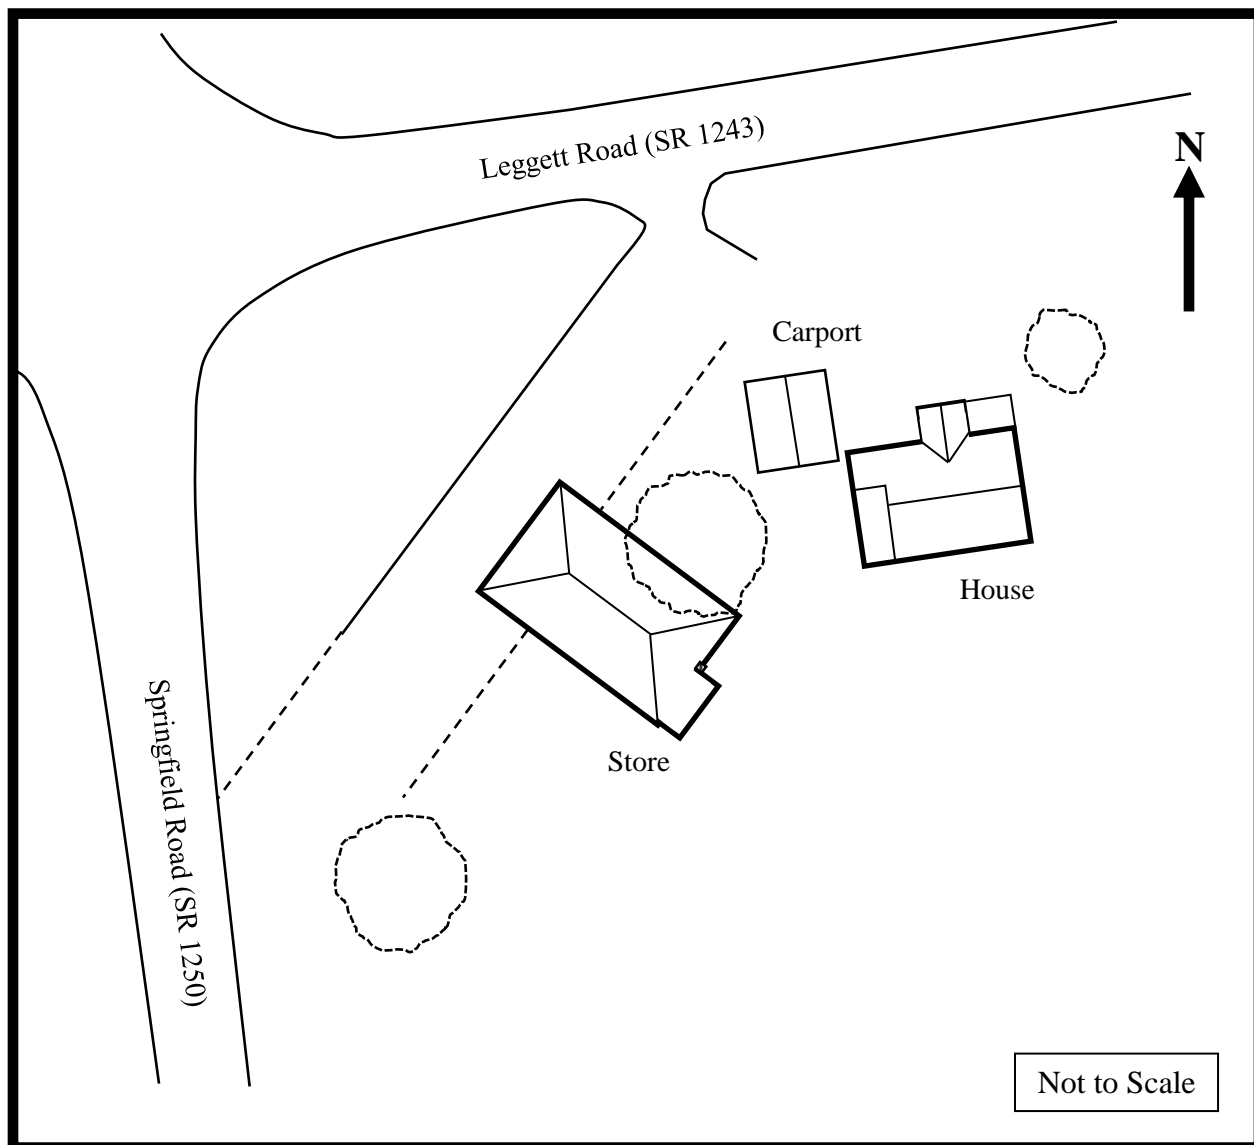 Leggett Road (SR 1243)
N
Carport
House
Springfield Road (SR 1250)
Store
Not to Scale